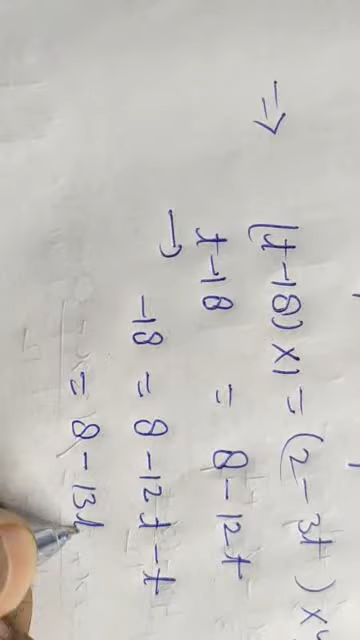 ⇒ (t-18) ×1 = (2-3t) ×4
t-18 = 8-12t
→ -18 = 8-12t-t
= 8-13t